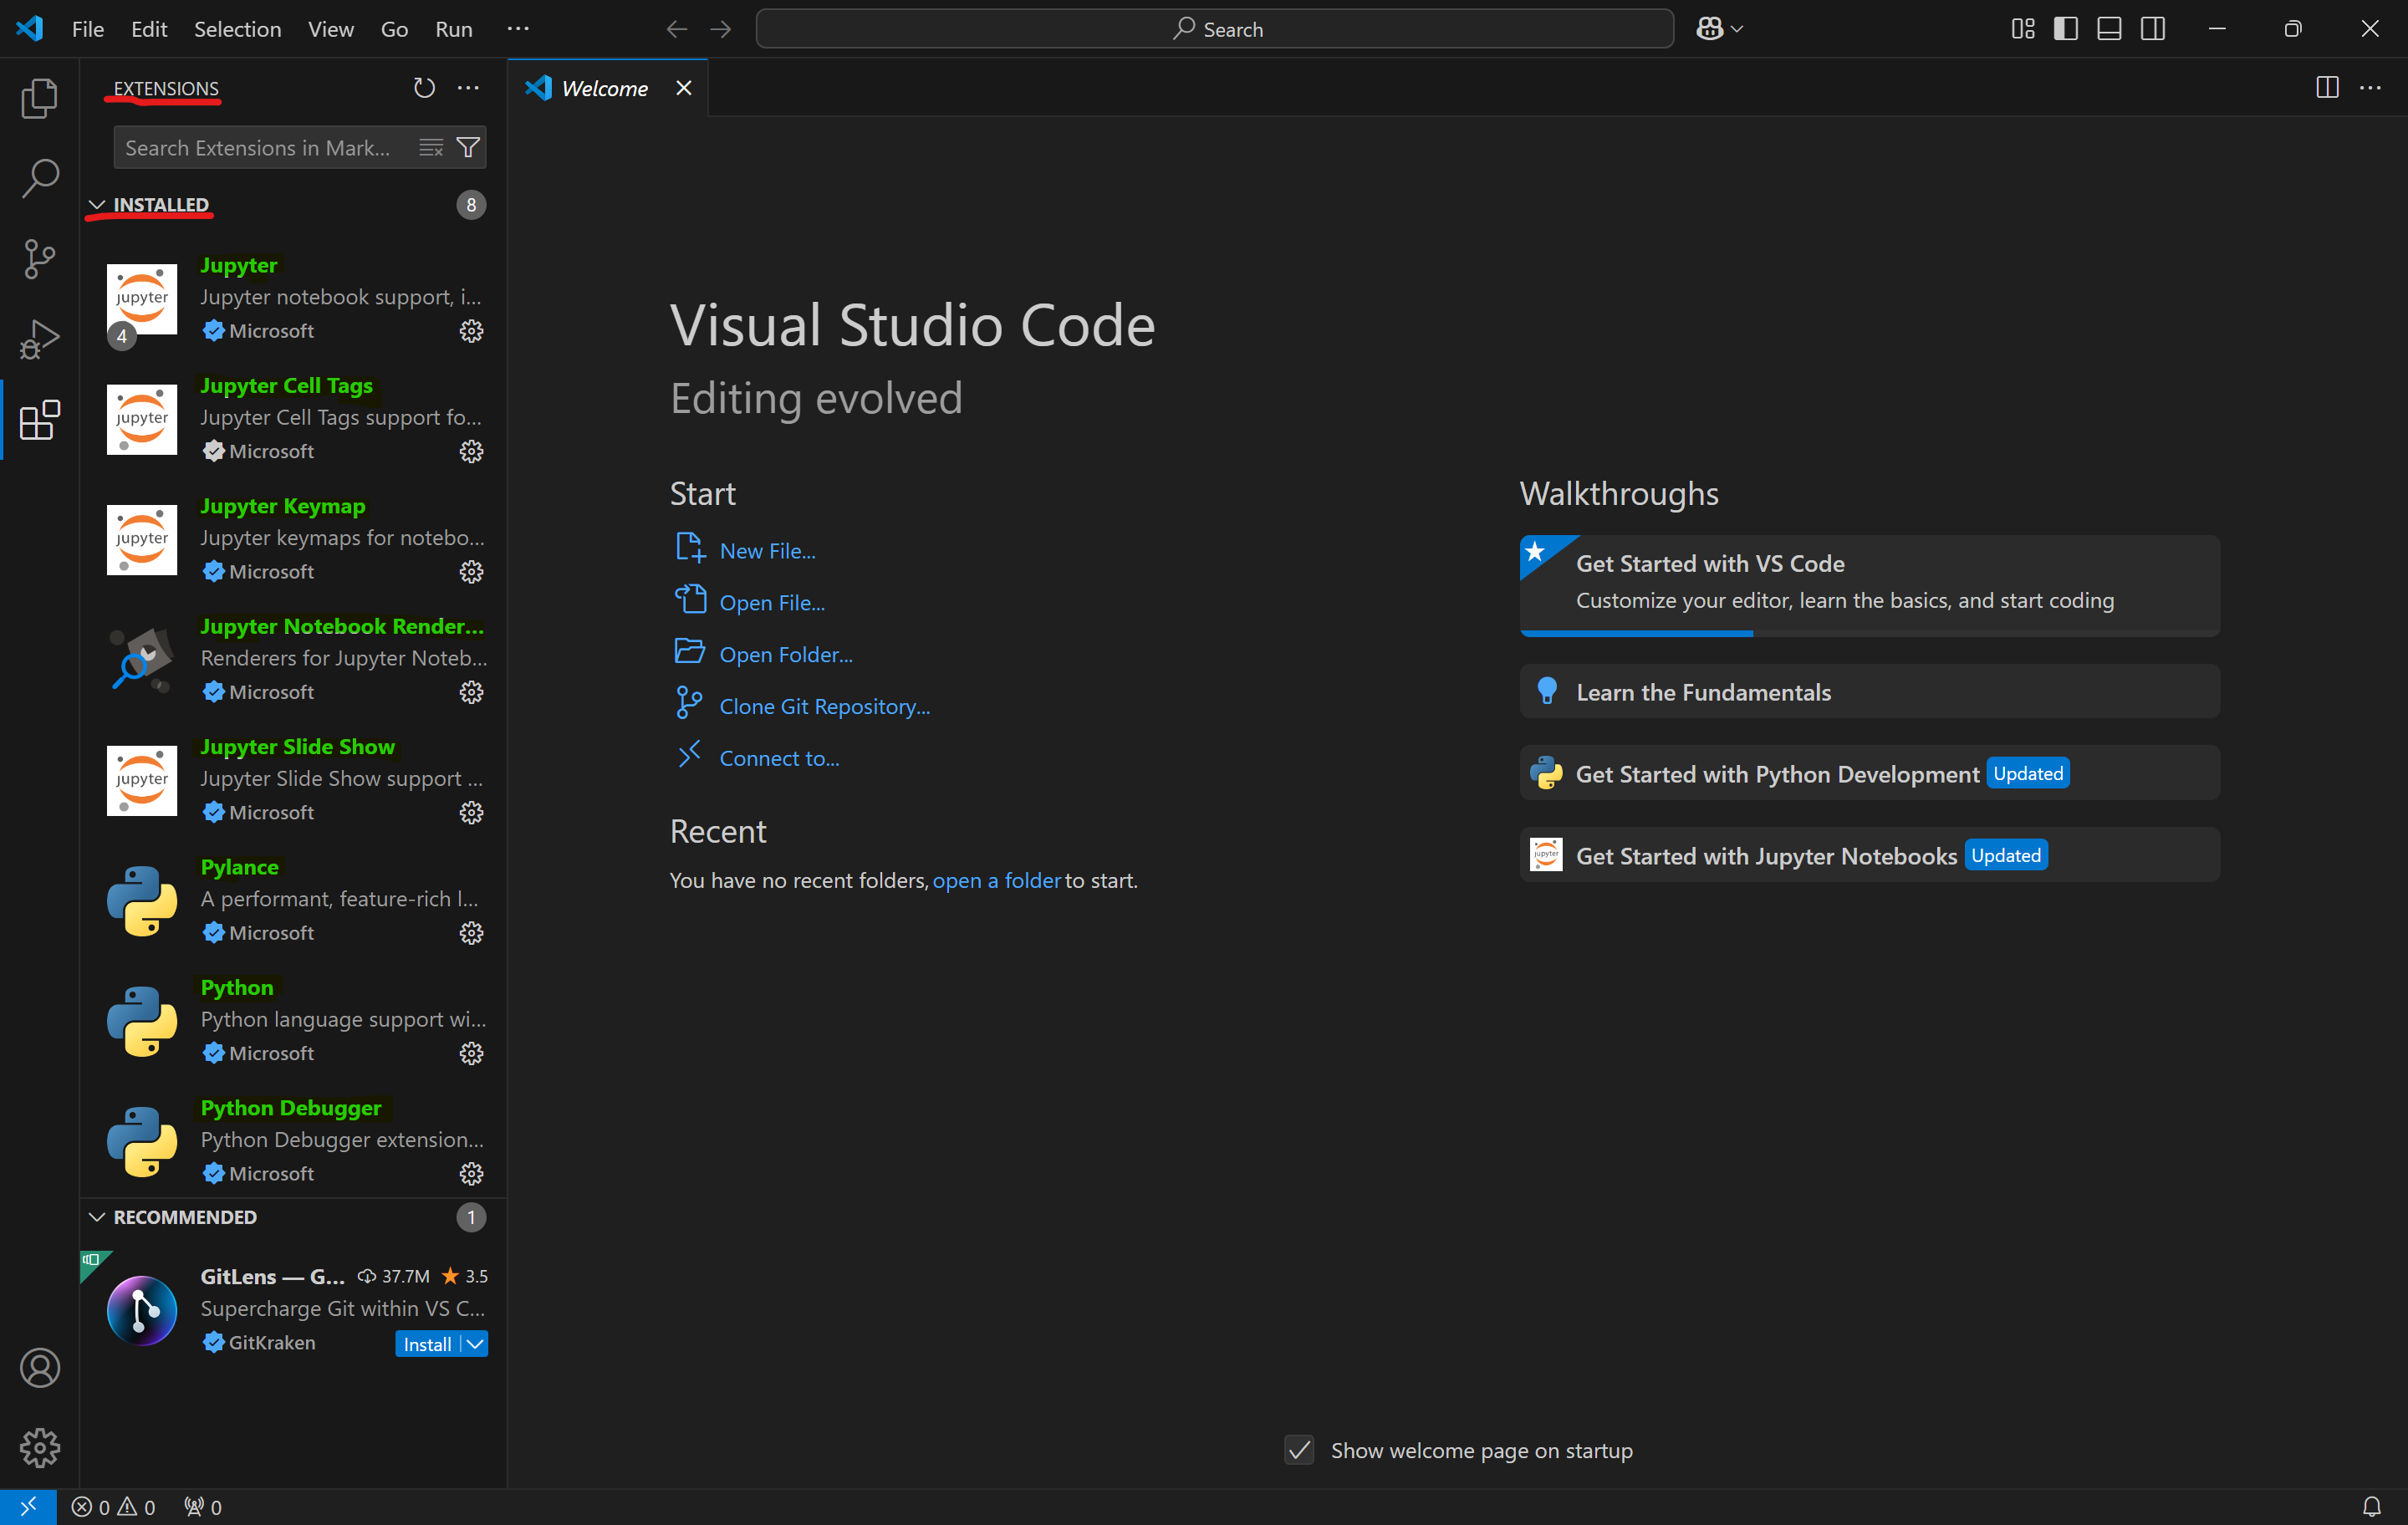 File Edit Selection View Go Run ···
Search
EXTENSIONS
Welcome
Search Extensions in Mark...
INSTALLED 8
Jupyter
Jupyter notebook support, i...
Microsoft
jupyter
4
Jupyter Cell Tags
Jupyter Cell Tags support fo...
Microsoft
jupyter
Jupyter Keymap
Jupyter keymaps for notebo...
Microsoft
jupyter
Jupyter Notebook Render...
Renderers for Jupyter Noteb...
Microsoft
Jupyter Slide Show
Jupyter Slide Show support ...
Microsoft
jupyter
Pylance
A performant, feature-rich l...
Microsoft
Python
Python language support wi...
Microsoft
Python Debugger
Python Debugger extension...
Microsoft
RECOMMENDED 1
GitLens — G... 37.7M 3.5
Supercharge Git within VS C...
GitKraken Install
Visual Studio Code
Editing evolved
Start
New File...
Open File...
Open Folder...
Clone Git Repository...
Connect to...
Recent
You have no recent folders, open a folder to start.
Walkthroughs
Get Started with VS Code
Customize your editor, learn the basics, and start coding
Learn the Fundamentals
Get Started with Python Development Updated
jupyter
Get Started with Jupyter Notebooks Updated
Show welcome page on startup
0 0 0